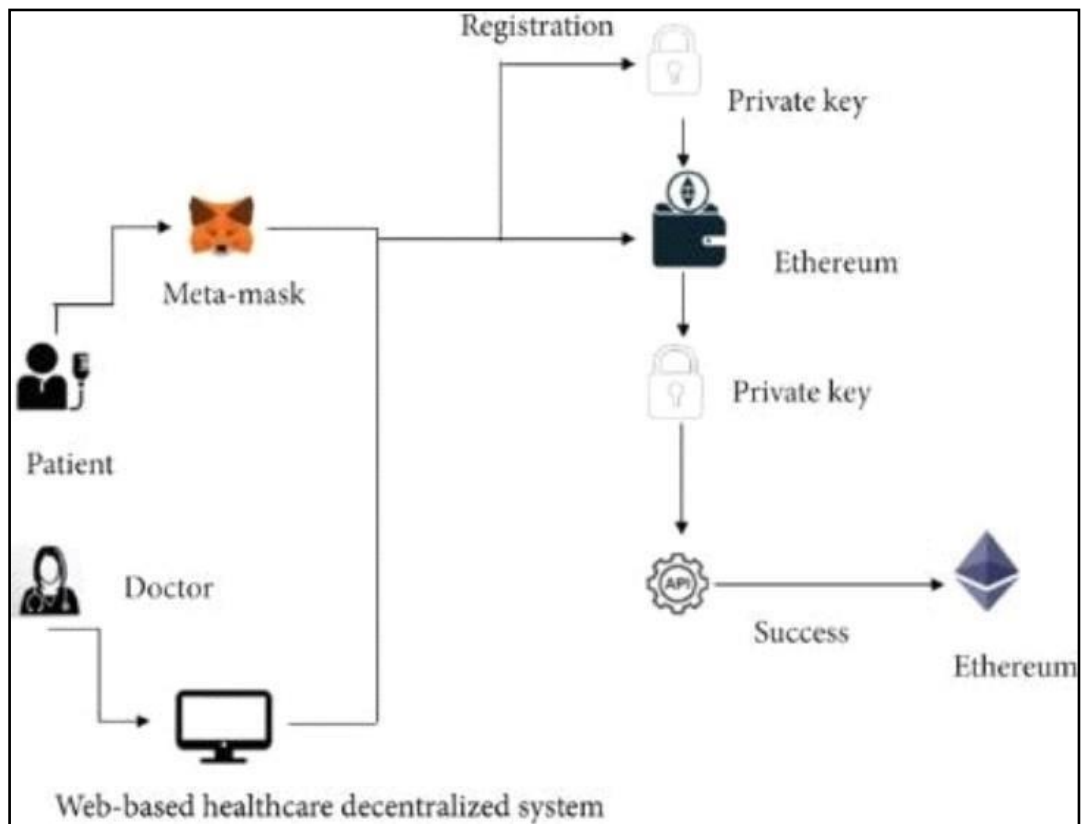 Registration
Private key
Ethereum
Meta-mask
Private key
Patient
Doctor
API
Success
Ethereum
Web-based healthcare decentralized system